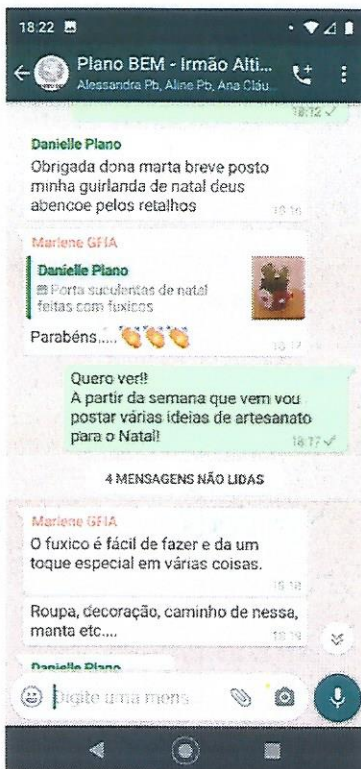 18:22
Plano BEM - Irmão Alti...
Alessandra Pb, Aline Pb, Ana Cláu...
18:12
Danielle Plano
Obrigada dona marta breve posto
minha guirlanda de natal deus
abencoe pelos retalhos
18:16
Marlene GFIA
Danielle Plano
Porta suculentas de natal
feitas com fuxicos
Parabéns.....
18:17
Quero ver!!
A partir da semana que vem vou
postar várias ideias de artesanato
para o Natal!
18:17
4 MENSAGENS NÃO LIDAS
Marlene GFIA
O fuxico é fácil de fazer e da um
toque especial em várias coisas.
18:18
Roupa, decoração, caminho de nessa,
manta etc....
18:19
Danielle Plano
Digite uma mens